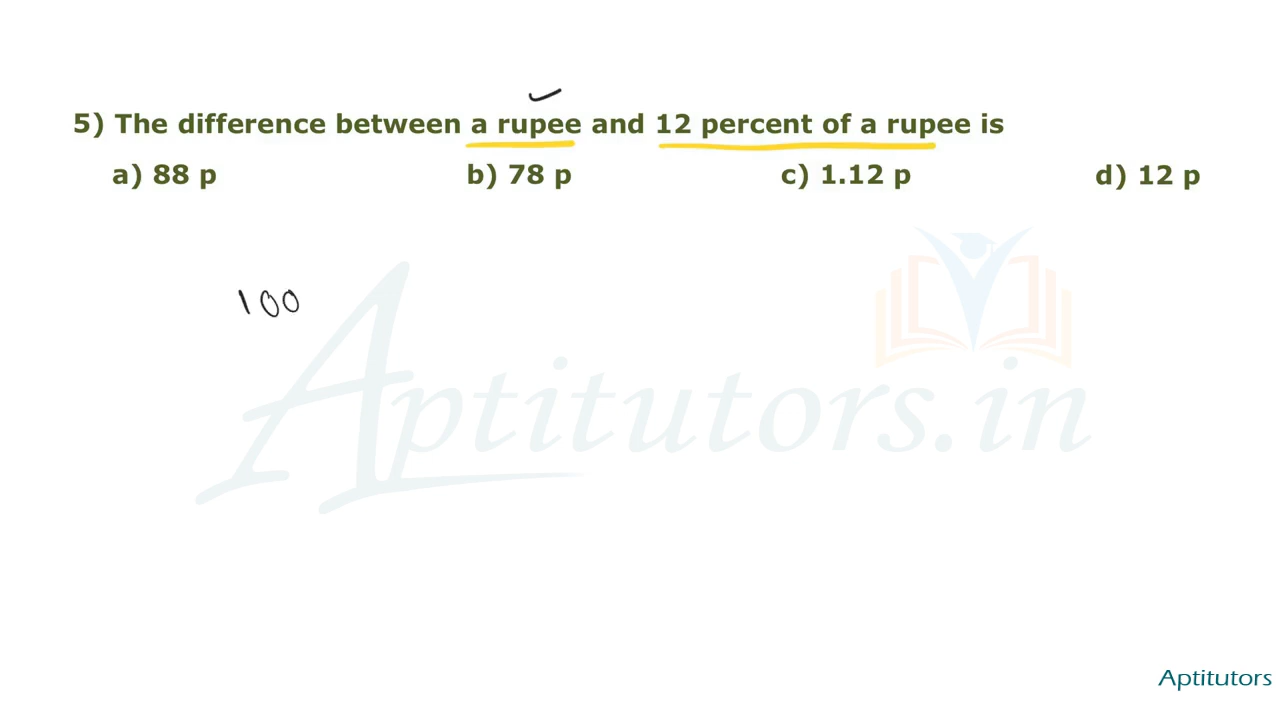 5) The difference between a rupee and 12 percent of a rupee is
a) 88 p b) 78 p c) 1.12 p d) 12 p
100
Aptitutors.in
Aptitutors